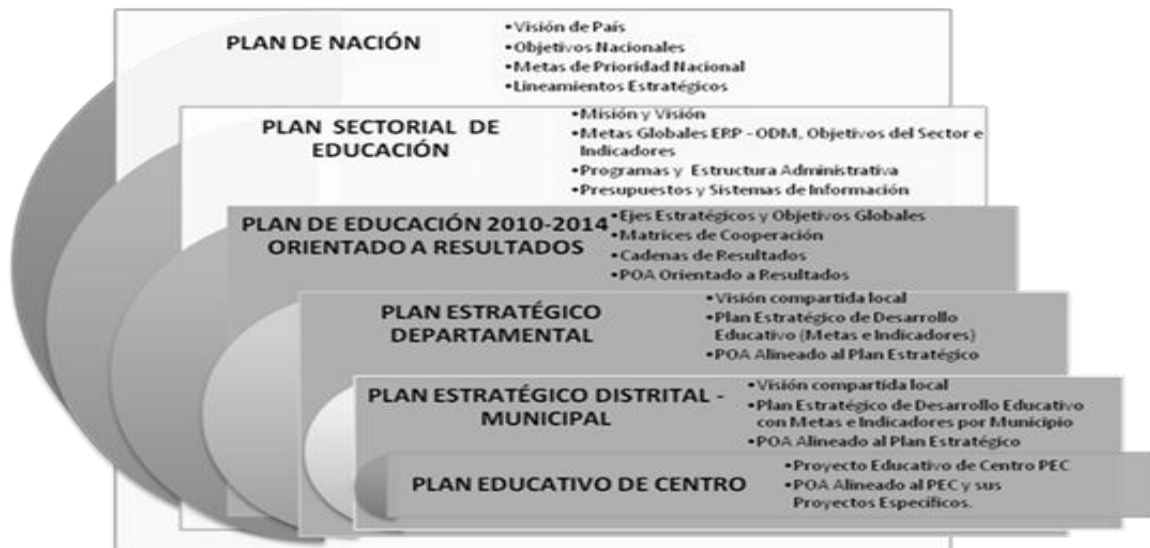 PLAN DE NACIÓN
•Visión de País
•Objetivos Nacionales
•Metas de Prioridad Nacional
•Lineamientos Estratégicos
PLAN SECTORIAL DE
EDUCACIÓN
•Misión y Visión
•Metas Globales ERP - ODM, Objetivos del Sector e
Indicadores
•Programas y Estructura Administrativa
•Presupuestos y Sistemas de Información
PLAN DE EDUCACIÓN 2010-2014
ORIENTADO A RESULTADOS
•Ejes Estratégicos y Objetivos Globales
•Matrices de Cooperación
•Cadenas de Resultados
•POA Orientado a Resultados
PLAN ESTRATÉGICO
DEPARTAMENTAL
•Visión compartida local
•Plan Estratégico de Desarrollo
Educativo (Metas e Indicadores)
•POA Alineado al Plan Estratégico
PLAN ESTRATÉGICO DISTRITAL -
MUNICIPAL
•Visión compartida local
•Plan Estratégico de Desarrollo Educativo
con Metas e Indicadores por Municipio
•POA Alineado al Plan Estratégico
PLAN EDUCATIVO DE CENTRO
•Proyecto Educativo de Centro PEC
•POA Alineado al PEC y sus
Proyectos Específicos.